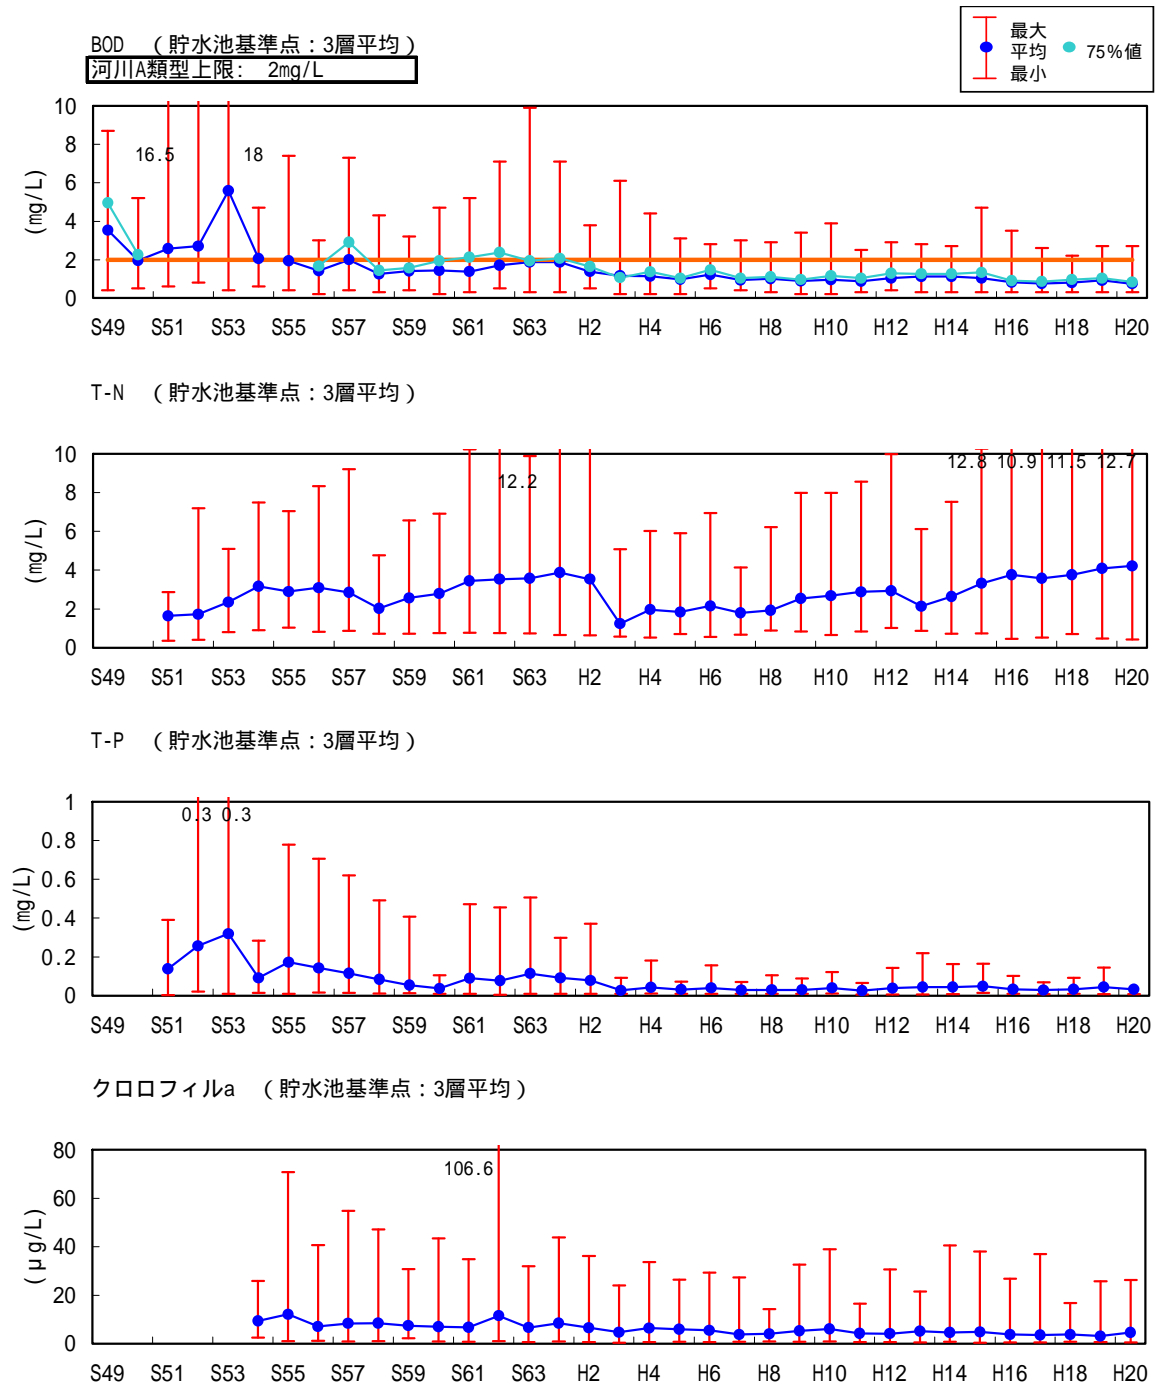 BOD　（貯水池基準点：3層平均）
河川A類型上限:　2mg/L
最大
平均
最小
75%値
10
8
6
4
2
0
(mg/L)
16.5
18
S49 S51 S53 S55 S57 S59 S61 S63 H2 H4 H6 H8 H10 H12 H14 H16 H18 H20
T-N　（貯水池基準点：3層平均）
10
8
6
4
2
0
(mg/L)
12.2
12.8 10.9 11.5 12.7
S49 S51 S53 S55 S57 S59 S61 S63 H2 H4 H6 H8 H10 H12 H14 H16 H18 H20
T-P　（貯水池基準点：3層平均）
1
0.8
0.6
0.4
0.2
0
(mg/L)
0.3 0.3
S49 S51 S53 S55 S57 S59 S61 S63 H2 H4 H6 H8 H10 H12 H14 H16 H18 H20
クロロフィルa　（貯水池基準点：3層平均）
80
60
40
20
0
(μg/L)
106.6
S49 S51 S53 S55 S57 S59 S61 S63 H2 H4 H6 H8 H10 H12 H14 H16 H18 H20